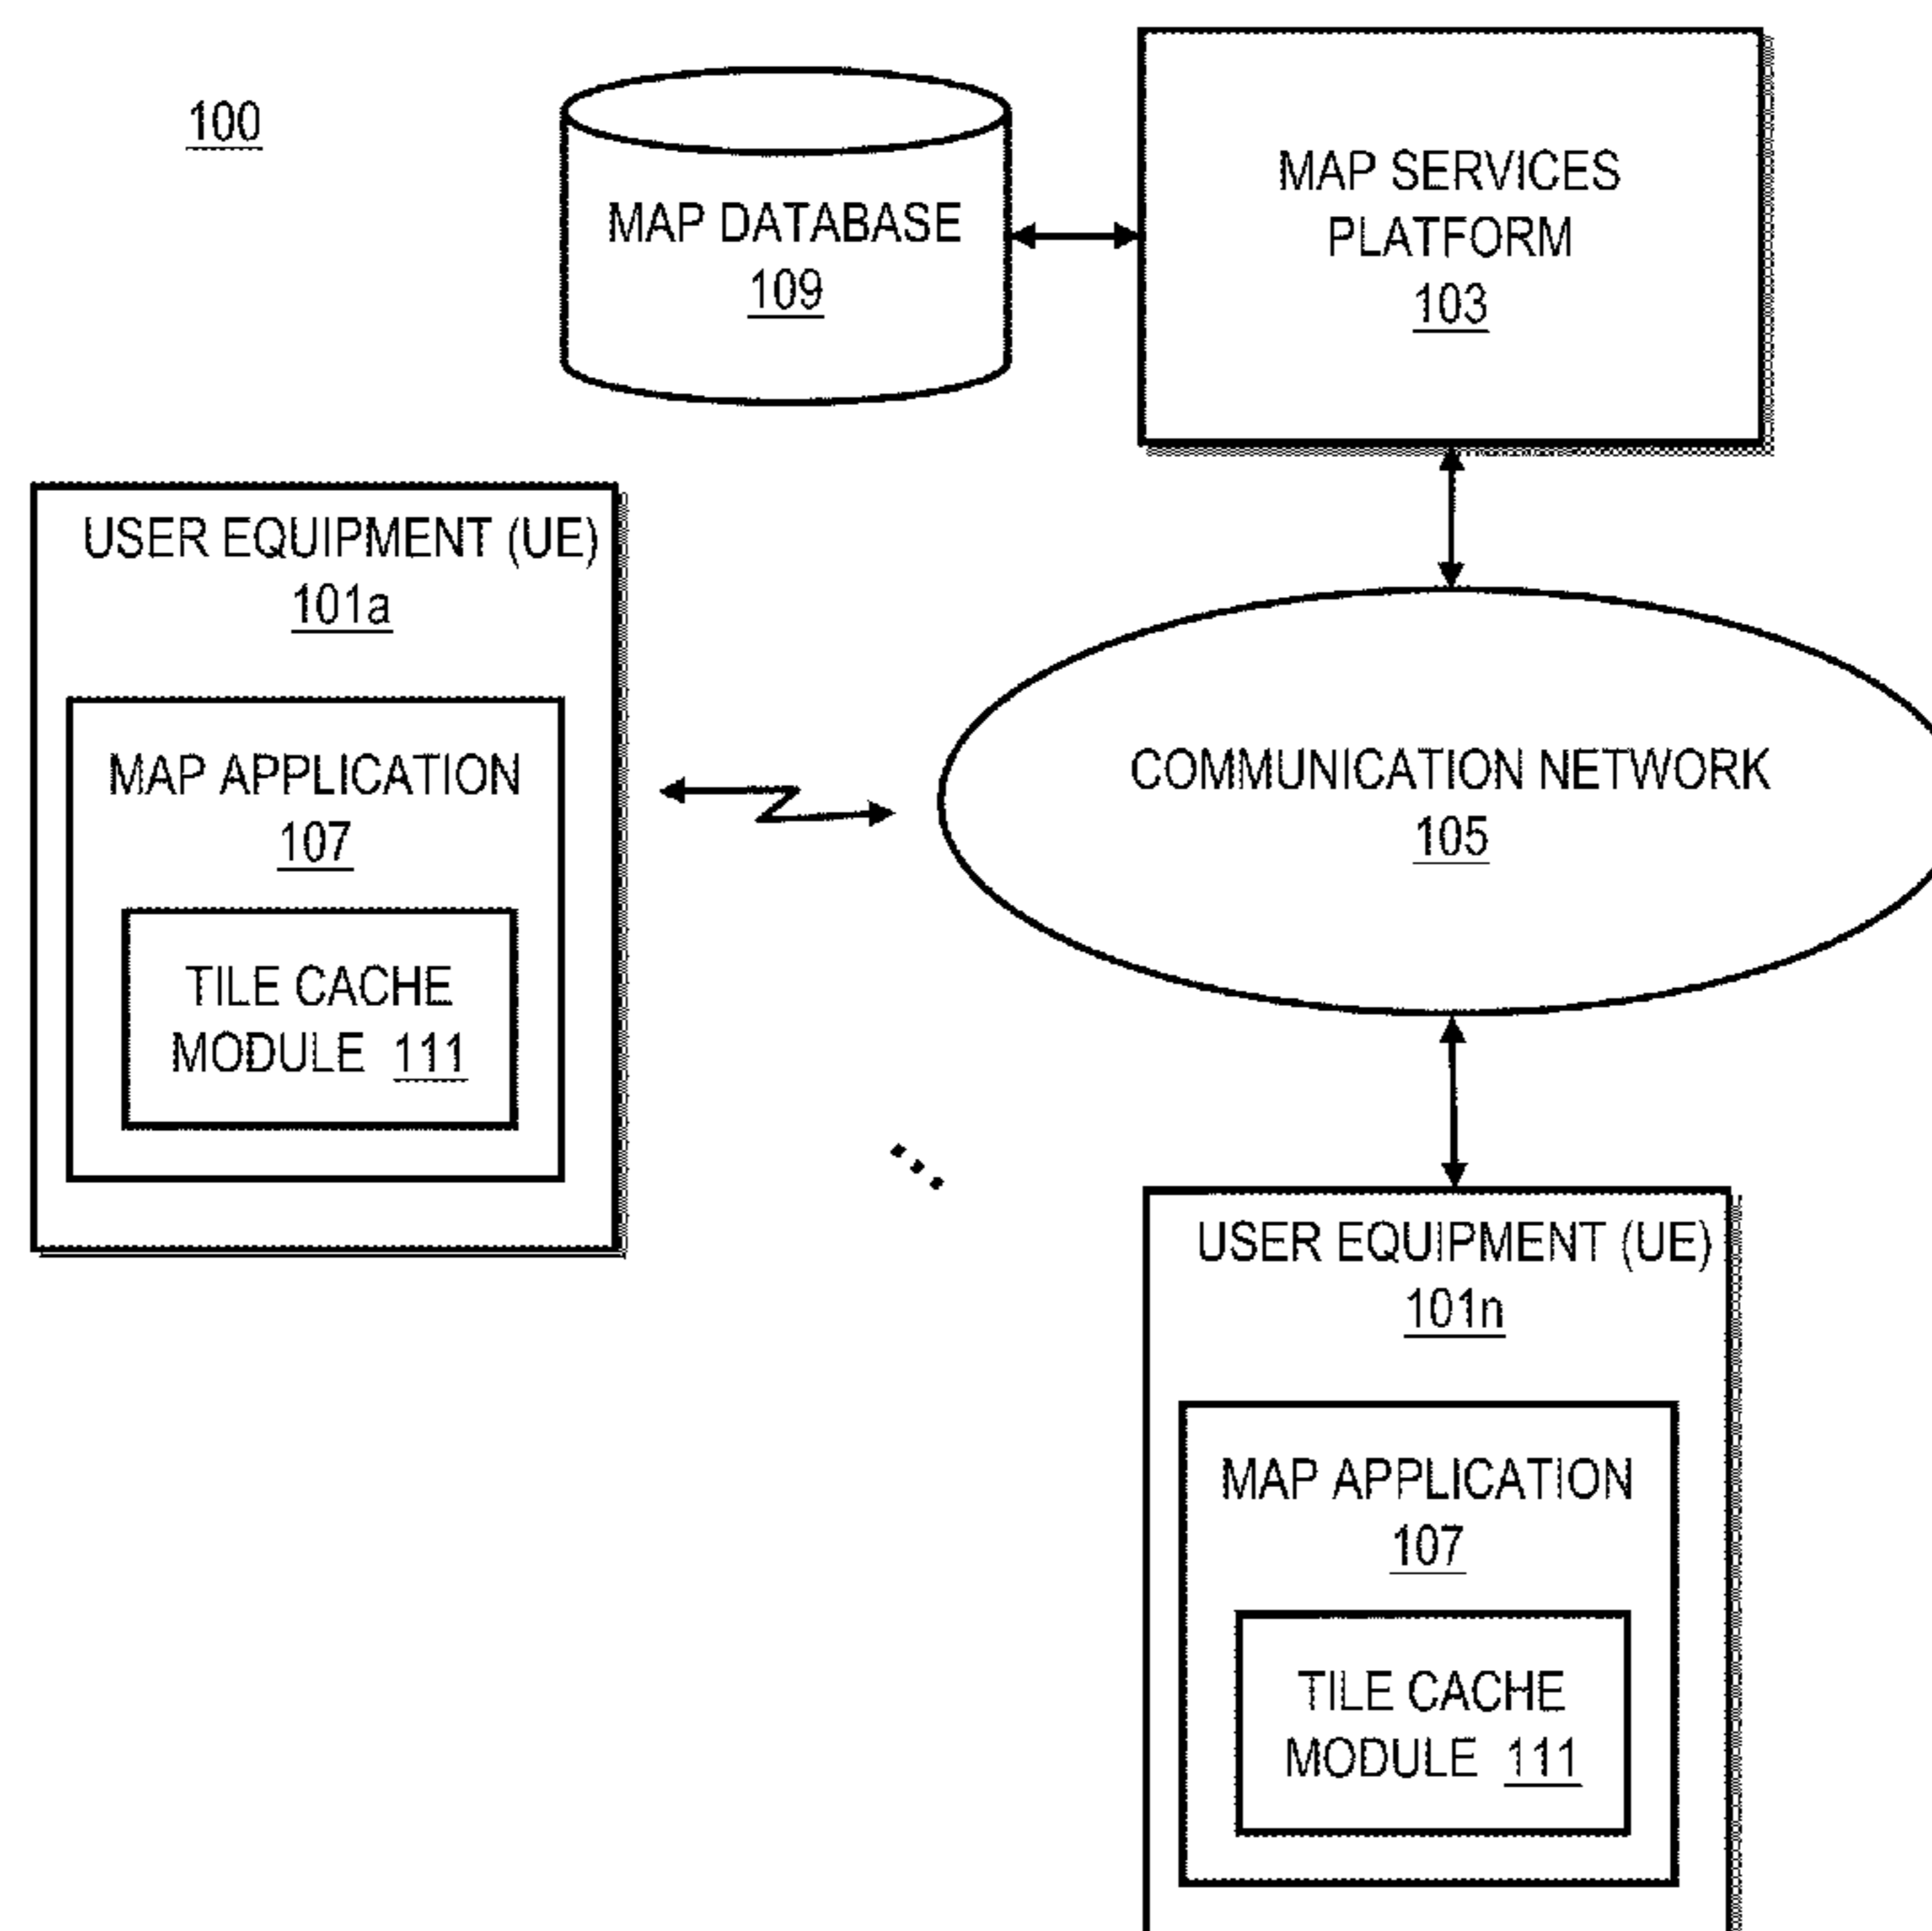 100
MAP DATABASE
109
MAP SERVICES
PLATFORM
103
USER EQUIPMENT (UE)
101a
MAP APPLICATION
107
TILE CACHE
MODULE 111
COMMUNICATION NETWORK
105
USER EQUIPMENT (UE)
101n
MAP APPLICATION
107
TILE CACHE
MODULE 111